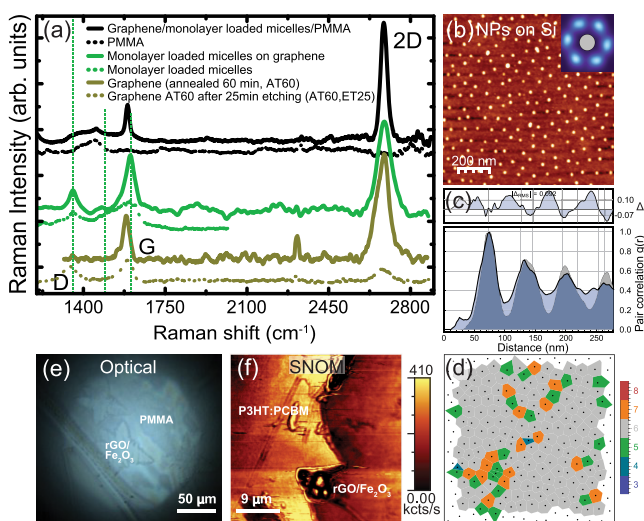 (a)
Graphene/monolayer loaded micelles/PMMA
PMMA
Monolayer loaded micelles on graphene
Monolayer loaded micelles
Graphene (annealed 60 min, AT60)
Graphene AT60 after 25min etching (AT60,ET25)
2D
G
D
Raman Intensity (arb. units)
1400 1750 2100 2450 2800
Raman shift (cm⁻¹)
(b) NPs on Si
200 nm
(c)
0.10
-0.07
Δ
1.0
0.8
0.6
0.4
0.2
0.0
Pair correlation g(r)
0 50 100 150 200 250
Distance (nm)
(e) Optical
PMMA
rGO/
Fe₂O₃
50 µm
(f) SNOM
P3HT:PCBM
rGO/Fe₂O₃
9 µm
410
0.00
kcts/s
(d)
8
7
6
5
4
3